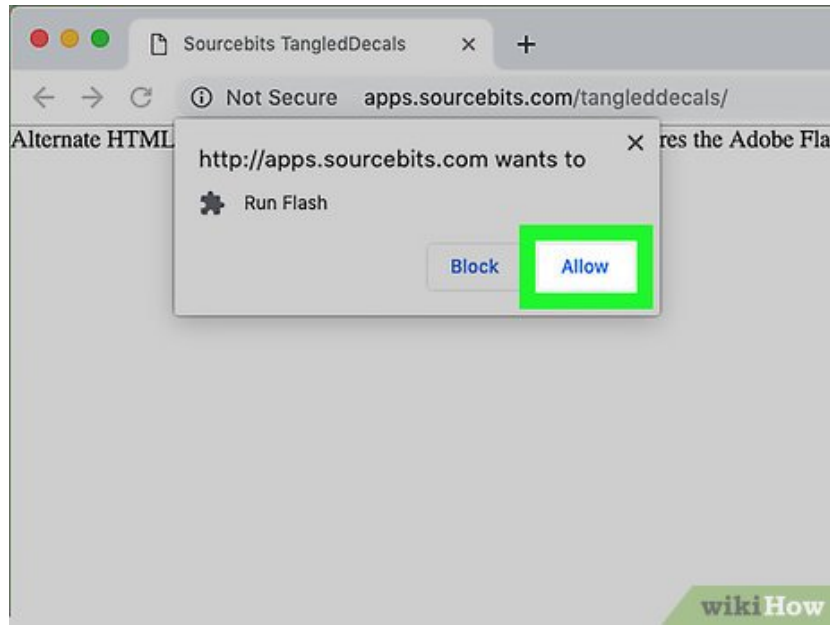 Sourcebits TangledDecals
Not Secure apps.sourcebits.com/tangleddecals/
Alternate HTML
res the Adobe Fla
http://apps.sourcebits.com wants to
Run Flash
Block Allow
wikiHow